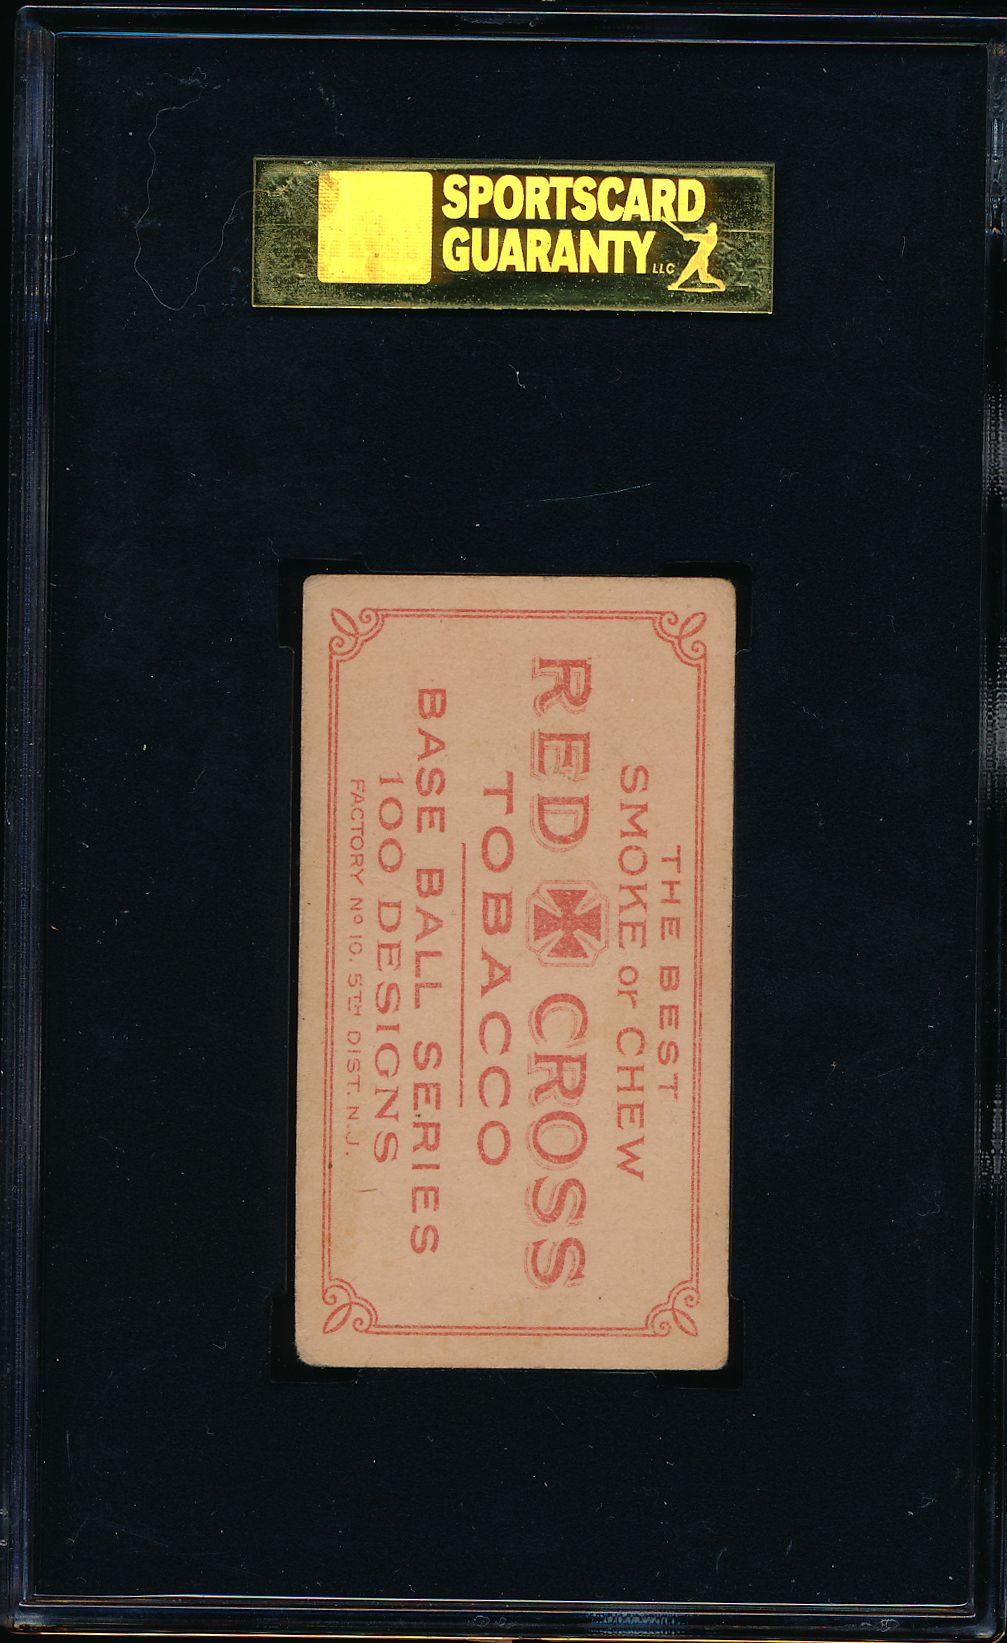 SPORTSCARD
GUARANTY LLC
THE BEST
SMOKE or CHEW
RED CROSS
TOBACCO
BASE BALL SERIES
100 DESIGNS
FACTORY Nº 10. 5TH DIST. N.J.